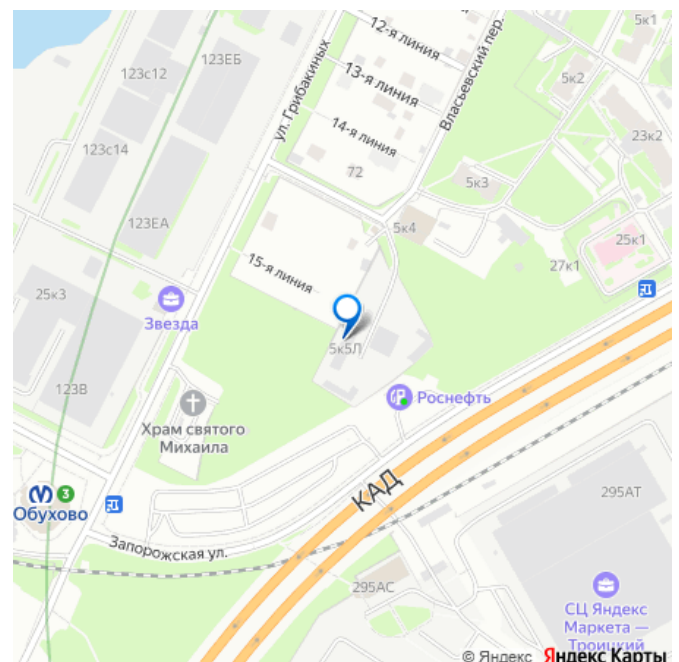 12-я линия
5к1
123с12
123ЕБ
ул. Грибакиных
13-я линия
Власьевский пер.
5к2
14-я линия
23к2
123с14
72
5к3
123ЕА
5к4
25к1
15-я линия
27к1
25к3
Звезда
5к5Л
123В
Роснефть
Храм святого
Михаила
КАД
295АТ
3
Обухово
Запорожская ул.
295АС
СЦ Яндекс
Маркета —
Троицкий
© Яндекс Яндекс Карты